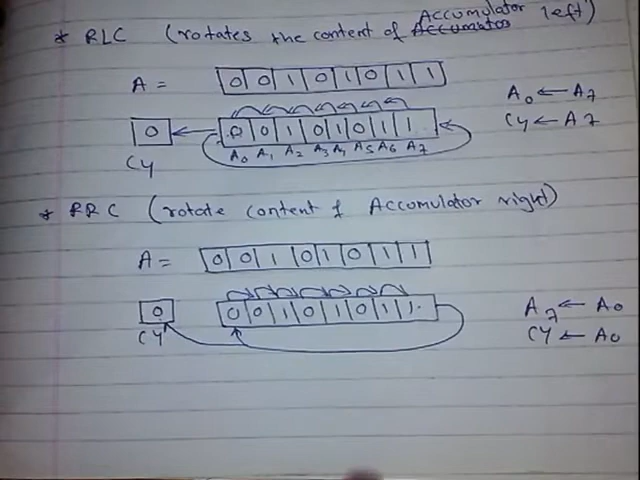 * RLC (rotates the content of Accumulator left)
A = 0 0 1 0 1 0 1 1
0 0 0 1 0 1 0 1 1 A0 ← A7
CY A0 A1 A2 A3 A4 A5 A6 A7 CY ← A7
* RRC (rotate content of Accumulator right)
A = 0 0 1 0 1 0 1 1
0 0 0 1 0 1 0 1 1 A7 ← A0
CY CY ← A0